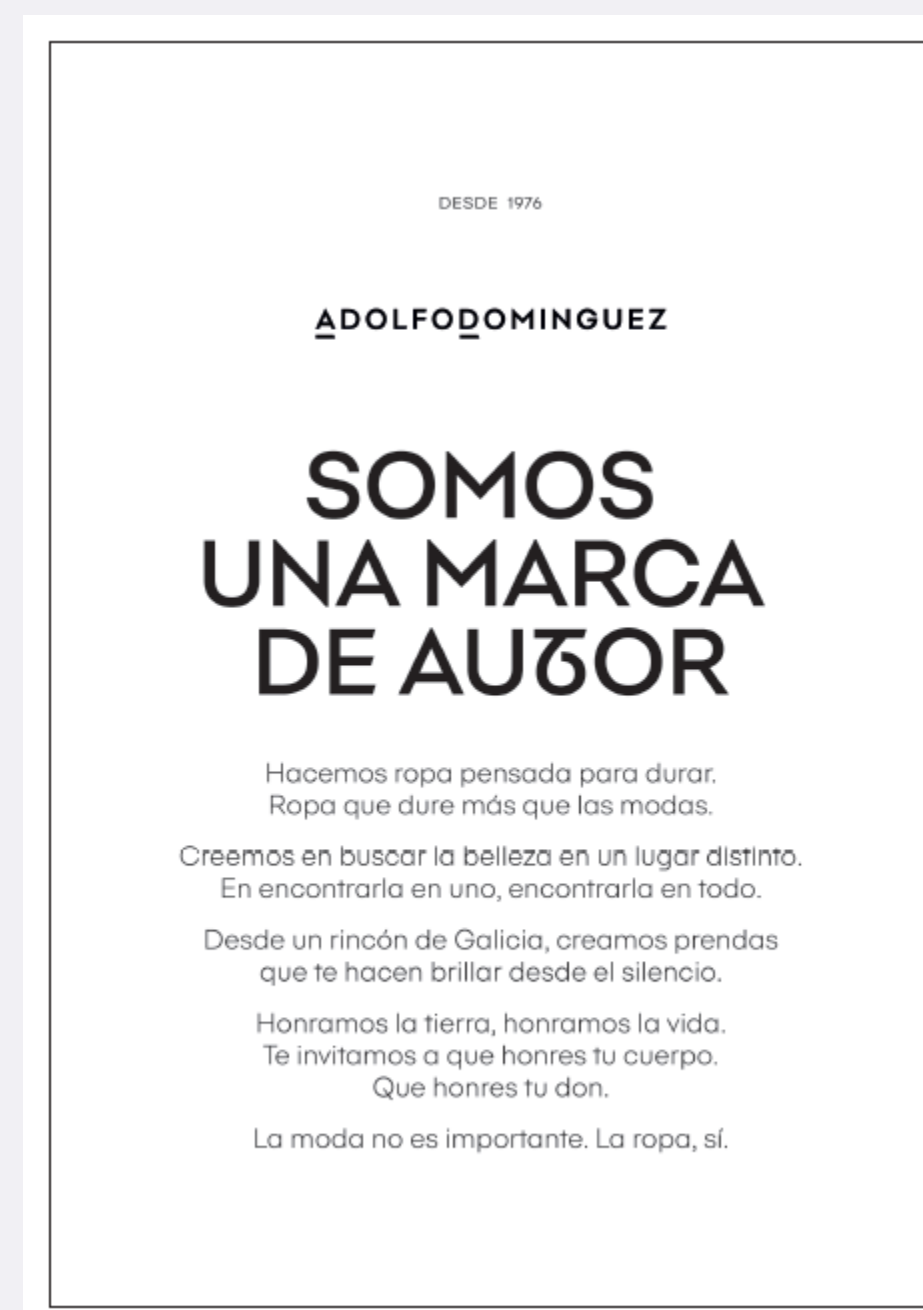 DESDE 1976
ADOLFODOMINGUEZ
SOMOS
UNA MARCA
DE AUTOR
Hacemos ropa pensada para durar.
Ropa que dure más que las modas.
Creemos en buscar la belleza en un lugar distinto.
En encontrarla en uno, encontrarla en todo.
Desde un rincón de Galicia, creamos prendas
que te hacen brillar desde el silencio.
Honramos la tierra, honramos la vida.
Te invitamos a que honres tu cuerpo.
Que honres tu don.
La moda no es importante. La ropa, sí.